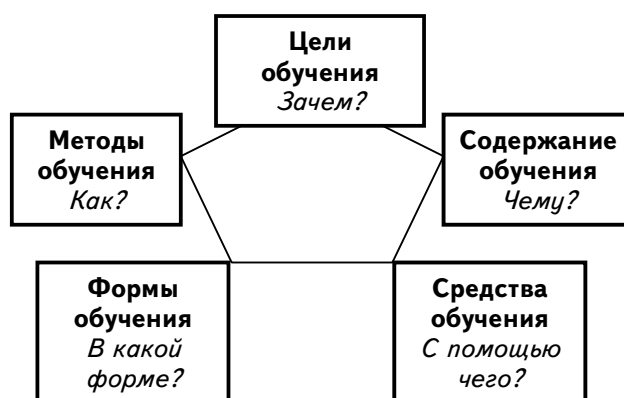 Цели
обучения
Зачем?
Методы
обучения
Как?
Содержание
обучения
Чему?
Формы
обучения
В какой
форме?
Средства
обучения
С помощью
чего?